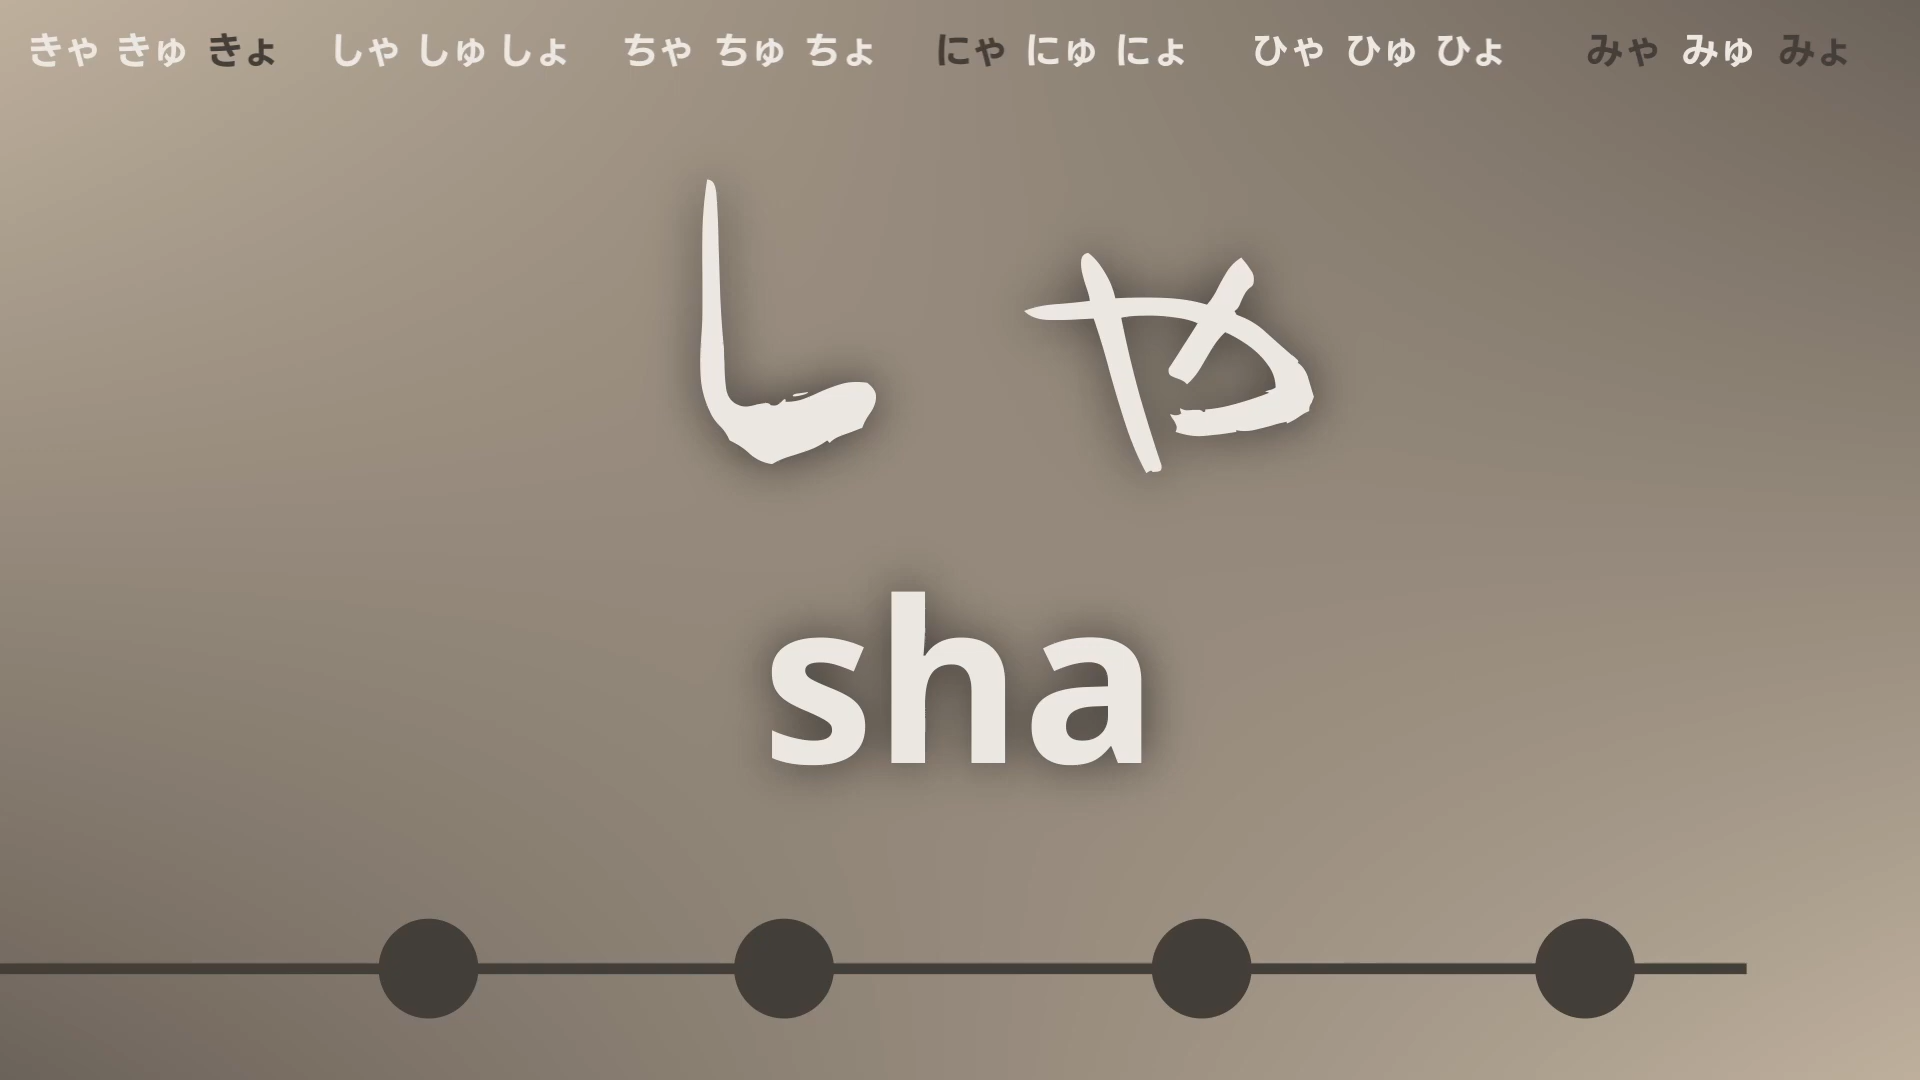 きゃ きゅ きょ しゃ しゅ しょ ちゃ ちゅ ちょ にゃ にゅ にょ ひゃ ひゅ ひょ みゃ みゅ みょ
しゃ
sha